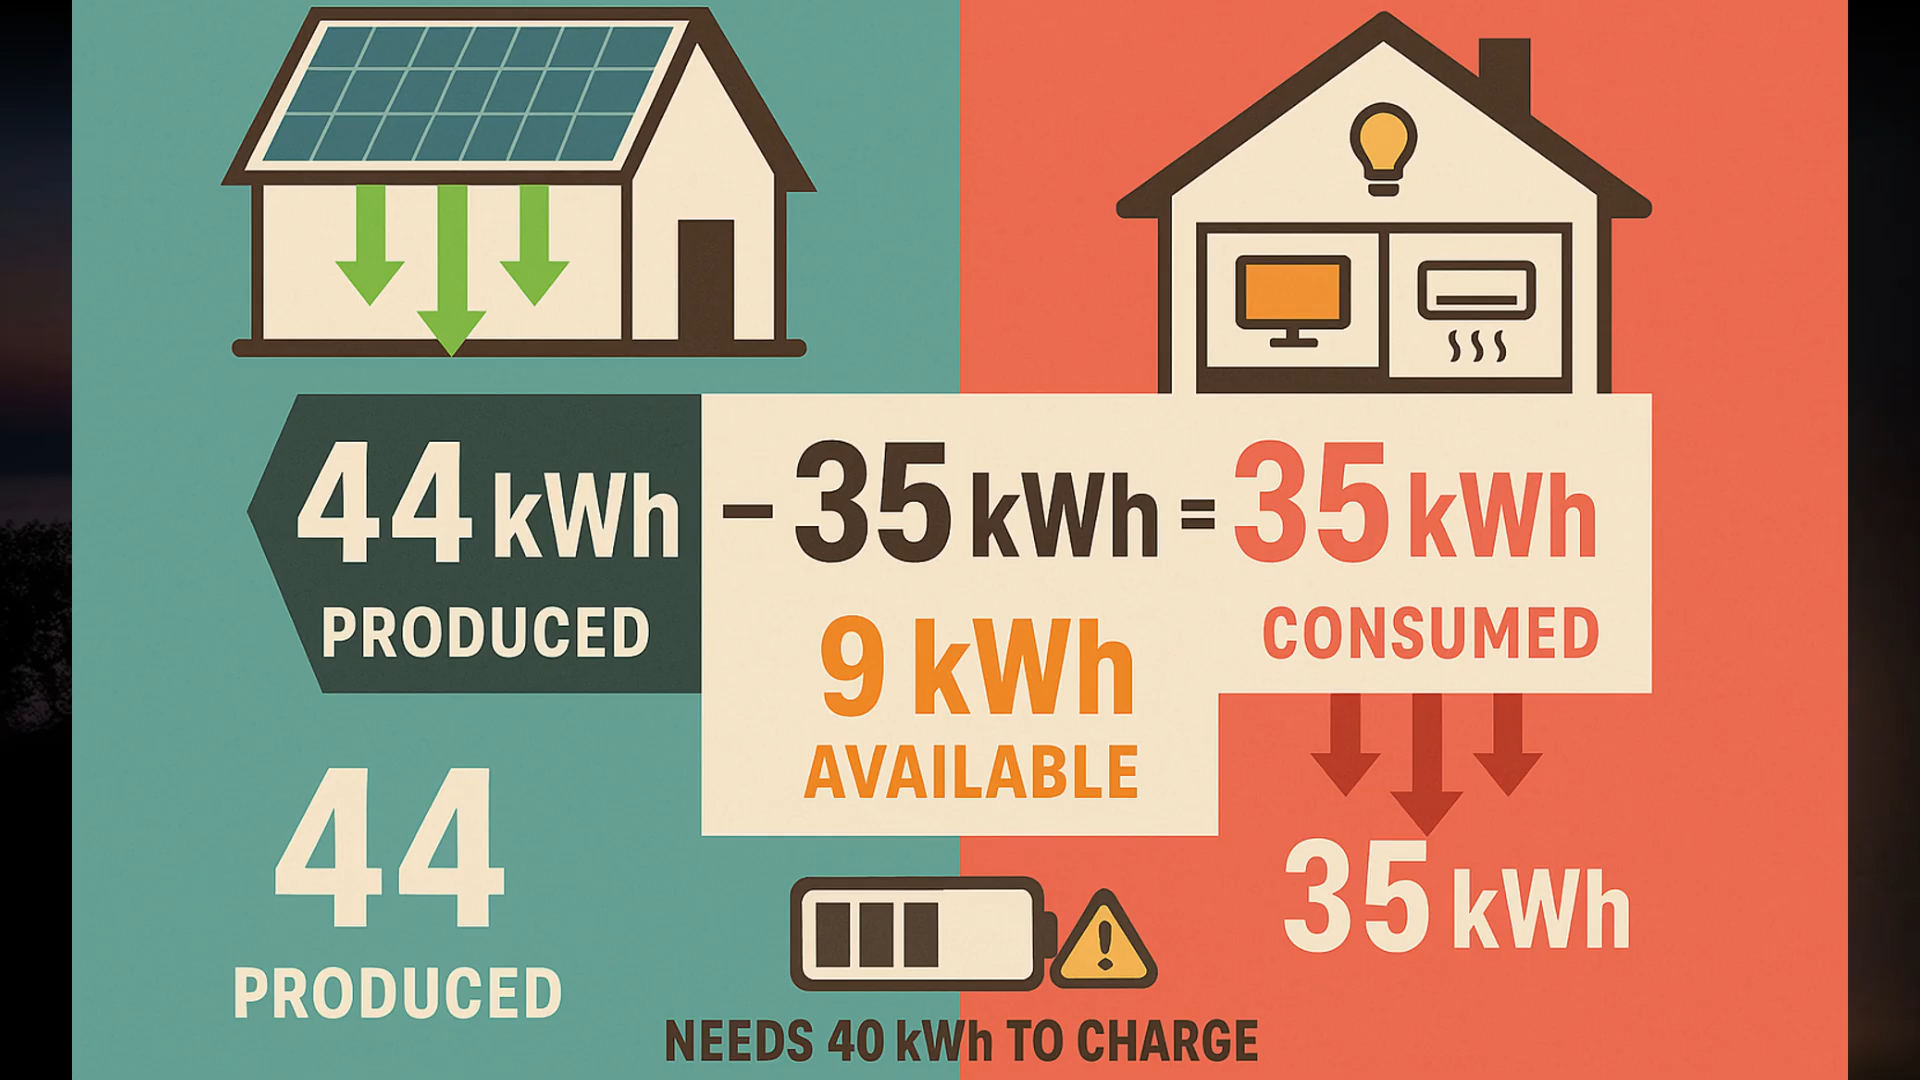 44 kWh – 35 kWh = 35 kWh
PRODUCED
CONSUMED
9 kWh
AVAILABLE
44
PRODUCED
35 kWh
NEEDS 40 kWh TO CHARGE